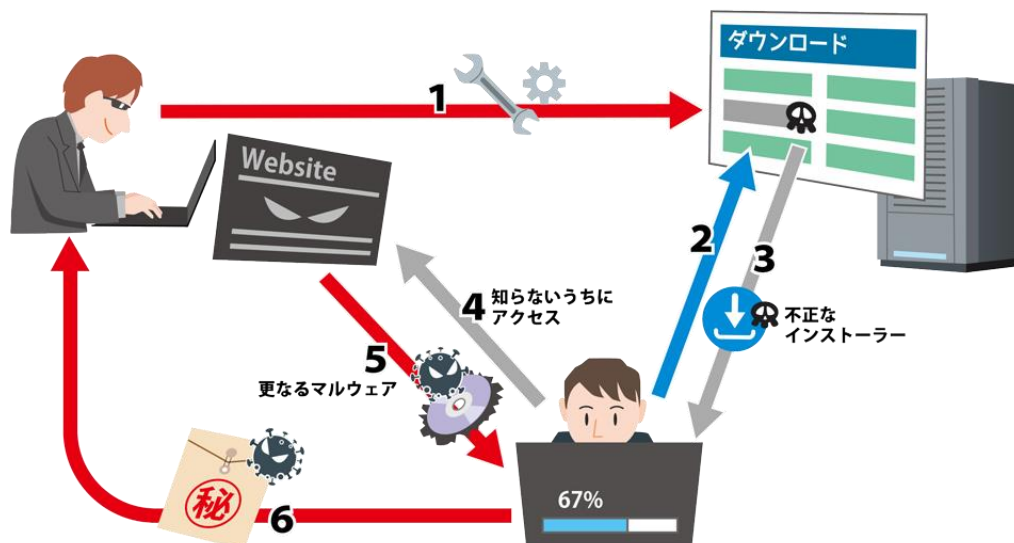 ダウンロード
1
Website
2
3
4 知らないうちに
アクセス
不正な
インストーラー
5
更なるマルウェア
67%
秘
6